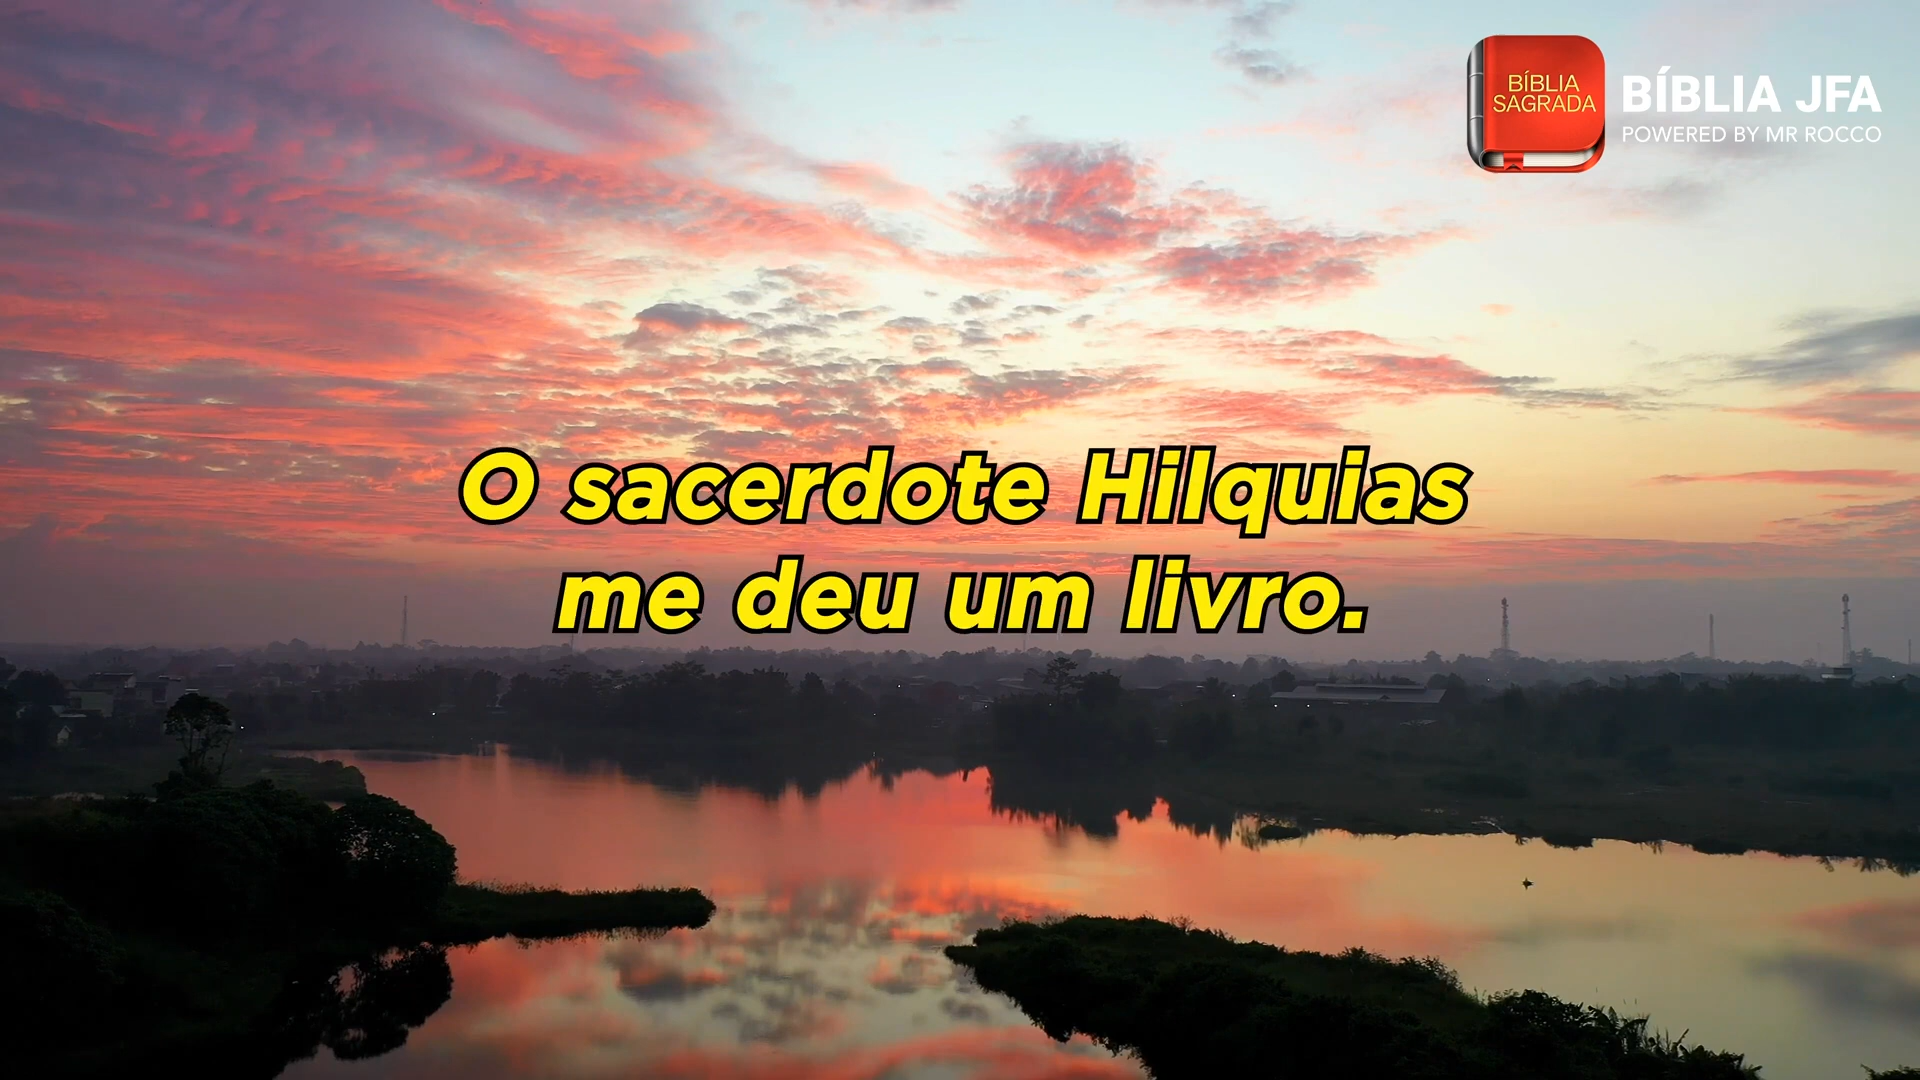 BÍBLIA
SAGRADA
BÍBLIA JFA
POWERED BY MR ROCCO
O sacerdote Hilquias
me deu um livro.